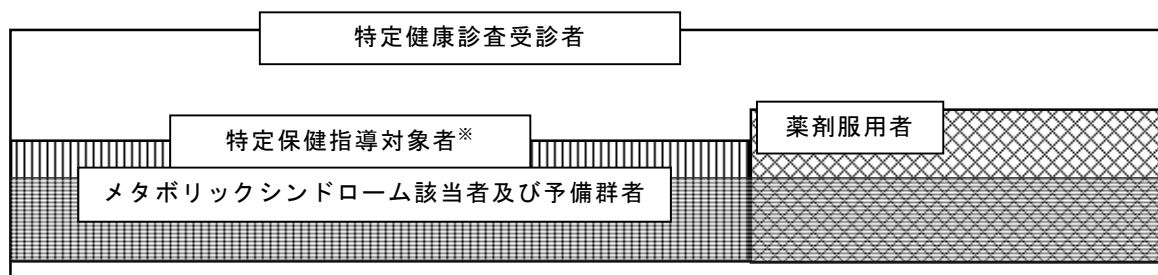 特定健康診査受診者
薬剤服用者
特定保健指導対象者※
メタボリックシンドローム該当者及び予備群者